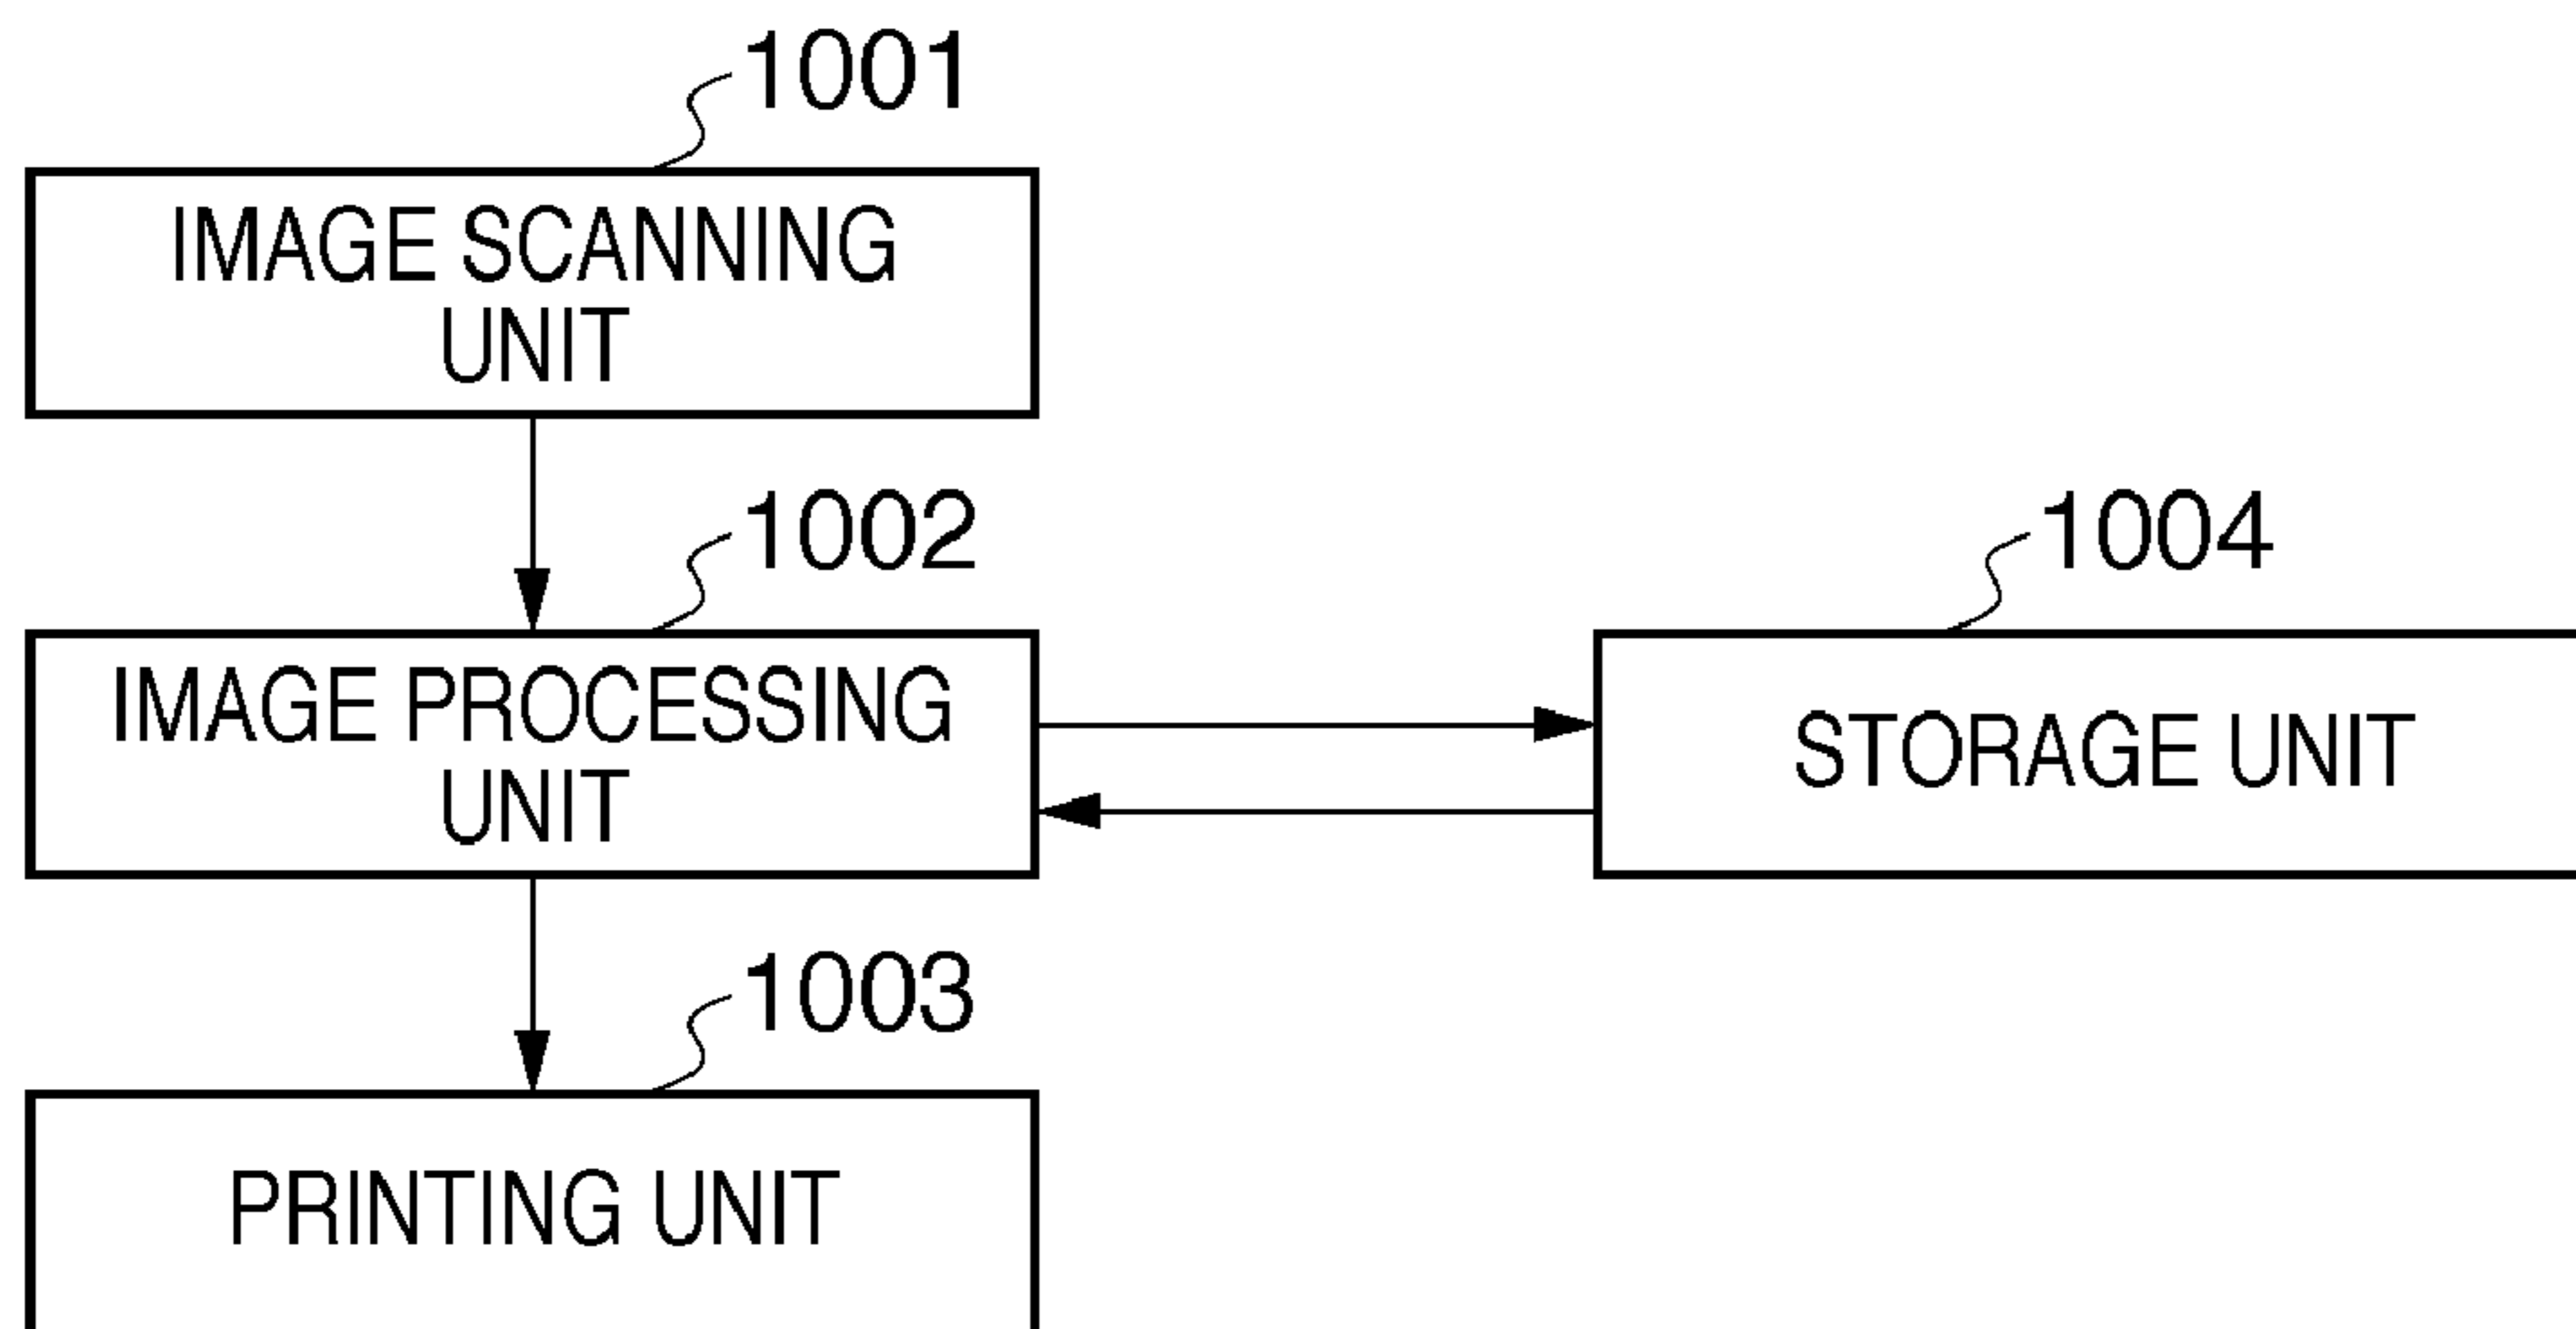 1001
IMAGE SCANNING
UNIT
1002
IMAGE PROCESSING
UNIT
1004
STORAGE UNIT
1003
PRINTING UNIT